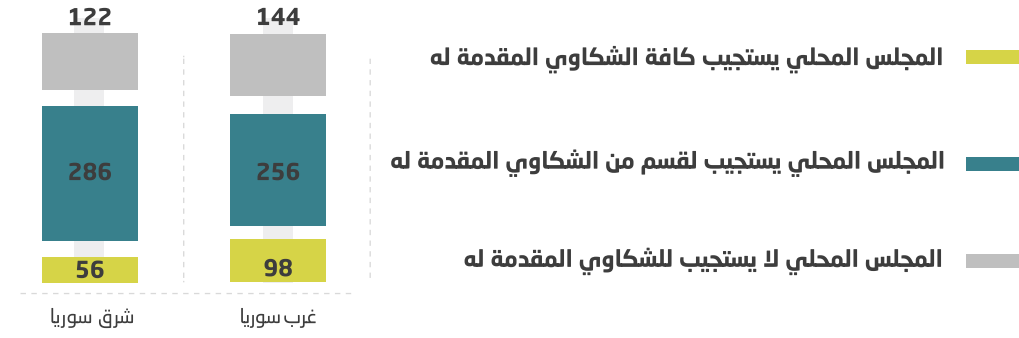 122
144
286
256
56
98
شرق سوريا
غرب سوريا
المجلس المحلي يستجيب كافة الشكاوي المقدمة له
المجلس المحلي يستجيب لقسم من الشكاوي المقدمة له
المجلس المحلي لا يستجيب للشكاوي المقدمة له